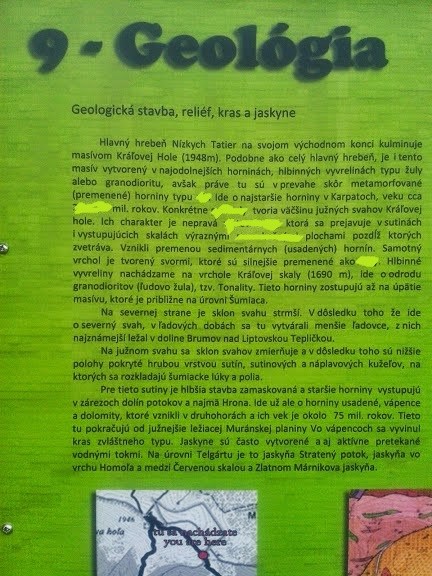 9 - Geológia
Geologická stavba, reliéf, kras a jaskyne
Hlavný hrebeň Nízkych Tatier na svojom východnom konci kulminuje
masívom Kráľovej Hole (1948m). Podobne ako celý hlavný hrebeň, je i tento
masív vytvorený v najodolnejších horninách, hlbinných vyvrelinách typu žuly
alebo granodioritu, avšak práve tu sú v prevahe skôr metamorfované
(premenené) horniny typu Ide o najstaršie horniny v Karpatoch, veku cca
mil. rokov. Konkrétne tvoria väčšinu južných svahov Kráľovej
hole. Ich charakter je nepravá ktorá sa prejavuje v sutinách
i vystupujúcich skalách výrazným plochami pozdĺž ktorých
zvetráva. Vznikli premenou sedimentárnych (usadených) hornín. Samotný
vrchol je tvorený svormi, ktoré sú silnejšie premenené ako Hlbinné
vyvreliny nachádzame na vrchole Kráľovej skaly (1690 m), ide o odrodu
granodioritov (ľudovo žula), tzv. Tonality. Tieto horniny zostupujú až na úpätie
masívu, ktoré je približne na úrovni Šumiaca.
Na severnej strane je sklon svahu strmší. V dôsledku toho že ide
o severný svah, v ľadových dobách sa tu vytvárali menšie ľadovce, z nich
najznámejší ležal v doline Brumov nad Liptovskou Tepličkou.
Na južnom svahu sa sklon svahov zmierňuje a v dôsledku toho sú nižšie
polohy pokryté hrubou vrstvou sutín, sutinových a náplavových kužeľov, na
ktorých sa rozkladajú šumiacke lúky a polia.
Pre tieto sutiny je hlbšia stavba zamaskovaná a staršie horniny vystupujú
v zárezoch dolín potokov a najmä Hrona. Ide už ale o horniny usadené, vápence
a dolomity, ktoré vznikli v druhohorách a ich vek je okolo 75 mil. rokov. Tieto
tu pokračujú od južnejšie ležiacej Muránskej planiny Vo vápencoch sa vyvinul
kras zvláštneho typu. Jaskyne sú často vytvorené a aj aktívne pretekané
vodnými tokmi. Na úrovni Telgártu je to jaskyňa Stratený potok, jaskyňa vo
vrchu Homoľa a medzi Červenou skalou a Zlatnom Márnikova jaskyňa.
1946
va hoľa
tu sa nachádzate
you are here